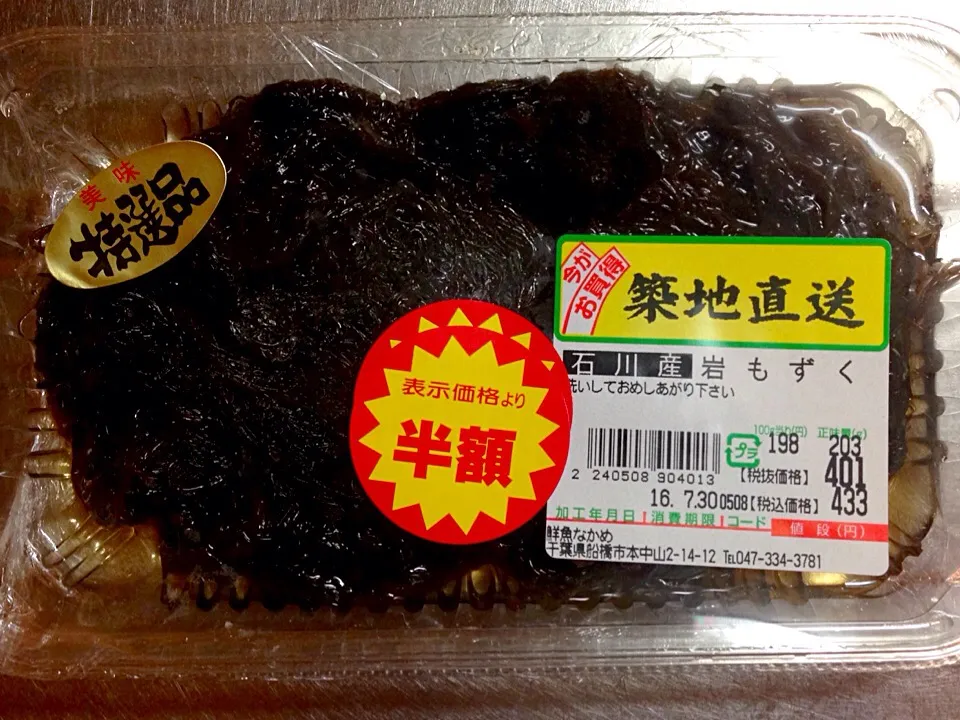 美味
品質優
今が
お買得
築地直送
石川産岩もずく
洗いしておめしあがり下さい
表示価格より
半額
100g当り(円) 正味量(g)
プラ 198 203
2 240508 904013
【税抜価格】 401
16. 7.30 0508【税込価格】 433
加工年月日 消費期限 コード 値段(円)
鮮魚なかめ
千葉県船橋市本中山2-14-12 ℡047-334-3781